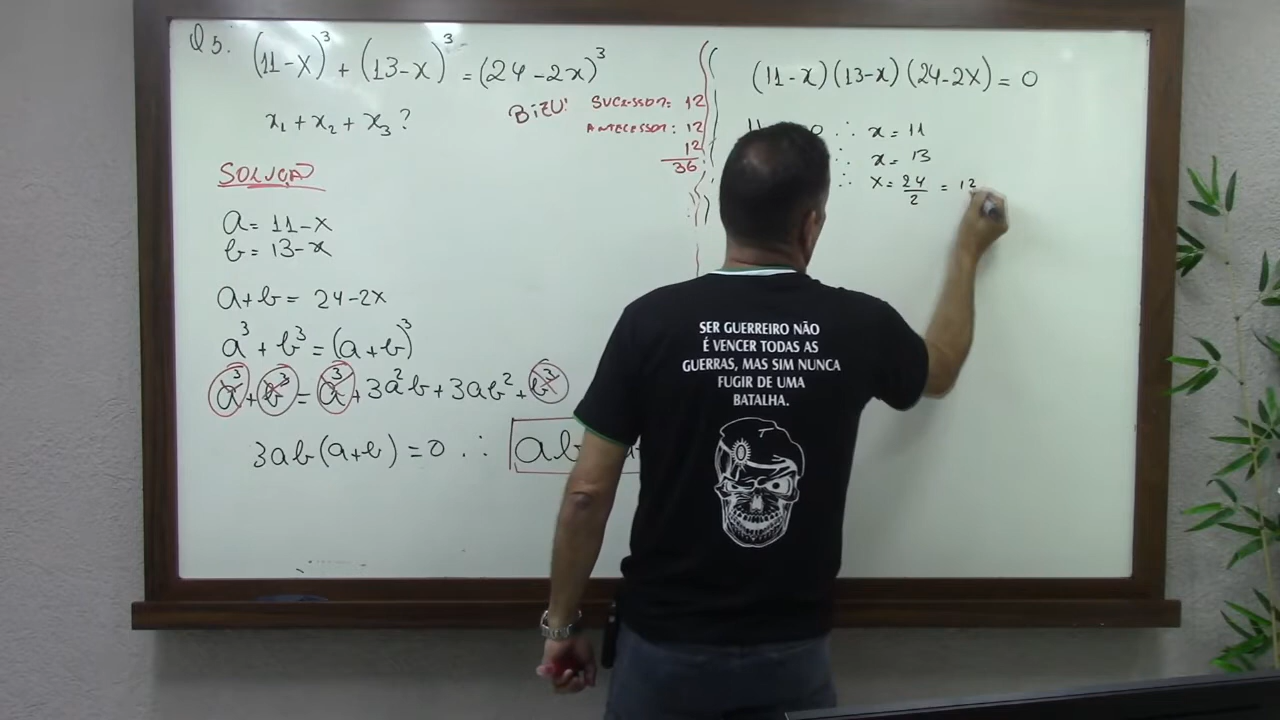 Q5. (11-x)³ + (13-x)³ = (24-2x)³
x₁ + x₂ + x₃ ?
BIZU! SUCESSOR: 12
ANTECESSOR: 12
12
36
SOLUÇÃO
a = 11-x
b = 13-x
a+b = 24-2x
a³ + b³ = (a+b)³
a³ + b³ = a³ + 3a²b + 3ab² + b³
3ab(a+b) = 0 ∴ ab
(11-x)(13-x)(24-2x) = 0
11 0 ∴ x = 11
∴ x = 13
∴ x = 24/2 = 12
SER GUERREIRO NÃO
É VENCER TODAS AS
GUERRAS, MAS SIM NUNCA
FUGIR DE UMA
BATALHA.